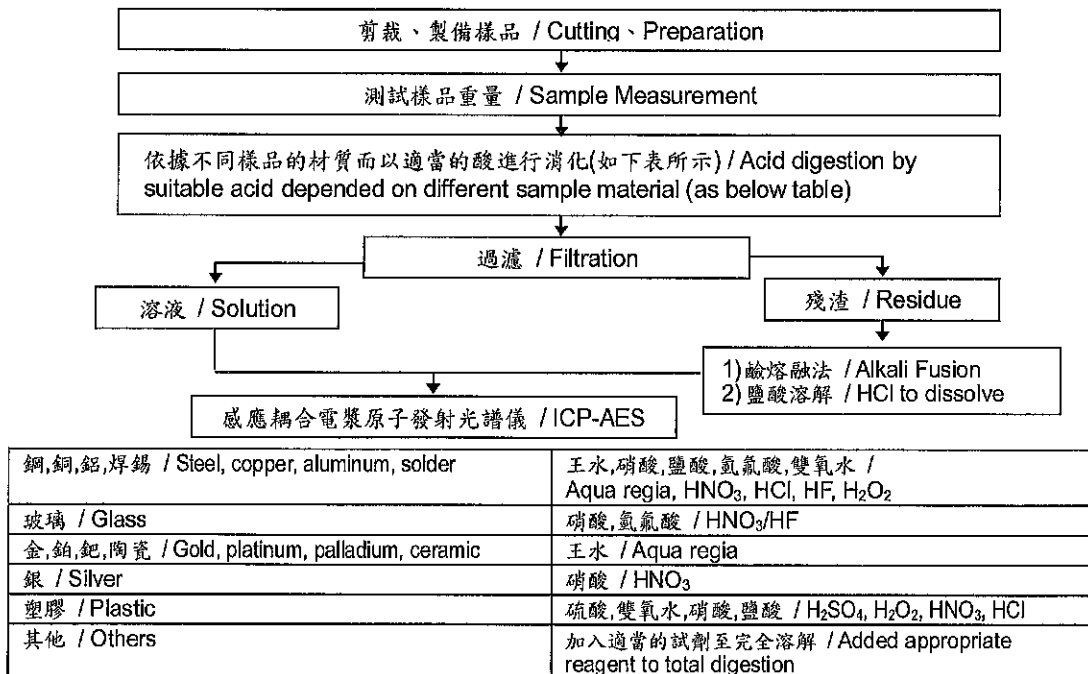 剪裁、製備樣品 / Cutting、Preparation
測試樣品重量 / Sample Measurement
依據不同樣品的材質而以適當的酸進行消化(如下表所示) / Acid digestion by
suitable acid depended on different sample material (as below table)
過濾 / Filtration
溶液 / Solution
殘渣 / Residue
1)鹼熔融法 / Alkali Fusion
2)鹽酸溶解 / HCl to dissolve
感應耦合電漿原子發射光譜儀 / ICP-AES
鋼,銅,鋁,焊錫 / Steel, copper, aluminum, solder
王水,硝酸,鹽酸,氫氟酸,雙氧水 /
Aqua regia, HNO₃, HCl, HF, H₂O₂
玻璃 / Glass
硝酸,氫氟酸 / HNO₃/HF
金,鉑,鈀,陶瓷 / Gold, platinum, palladium, ceramic
王水 / Aqua regia
銀 / Silver
硝酸 / HNO₃
塑膠 / Plastic
硫酸,雙氧水,硝酸,鹽酸 / H₂SO₄, H₂O₂, HNO₃, HCl
其他 / Others
加入適當的試劑至完全溶解 / Added appropriate
reagent to total digestion